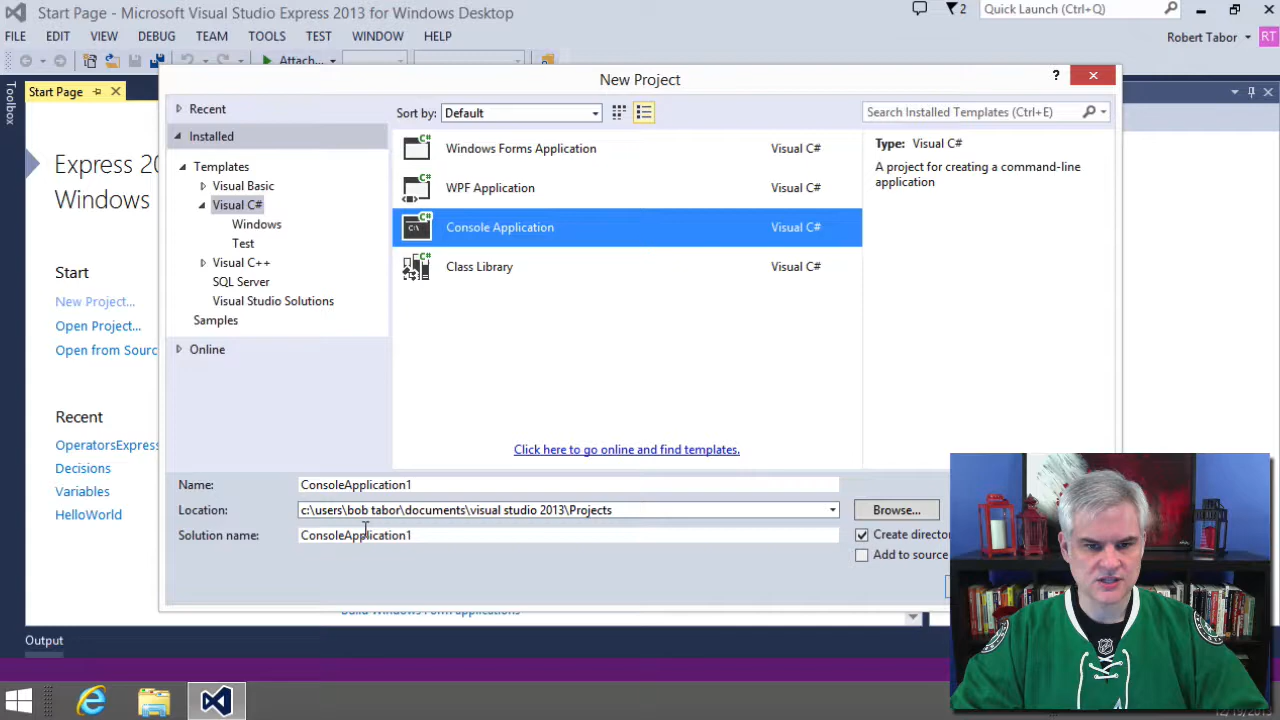 Start Page - Microsoft Visual Studio Express 2013 for Windows Desktop
2
Quick Launch (Ctrl+Q)
FILE EDIT VIEW DEBUG TEAM TOOLS TEST WINDOW HELP
Robert Tabor
RT
Attach...
Toolbox
Start Page
Express 20
Windows
Start
New Project...
Open Project...
Open from Sourc
Recent
OperatorsExpress
Decisions
Variables
HelloWorld
New Project
?
Recent
Installed
Templates
Visual Basic
Visual C#
Windows
Test
Visual C++
SQL Server
Visual Studio Solutions
Samples
Online
Sort by: Default
Search Installed Templates (Ctrl+E)
C# Windows Forms Application Visual C#
C# WPF Application Visual C#
C# C:\ Console Application Visual C#
C# Class Library Visual C#
Type: Visual C#
A project for creating a command-line
application
Click here to go online and find templates.
Name: ConsoleApplication1
Location: c:\users\bob tabor\documents\visual studio 2013\Projects
Browse...
Solution name: ConsoleApplication1
Create director
Add to source
Output